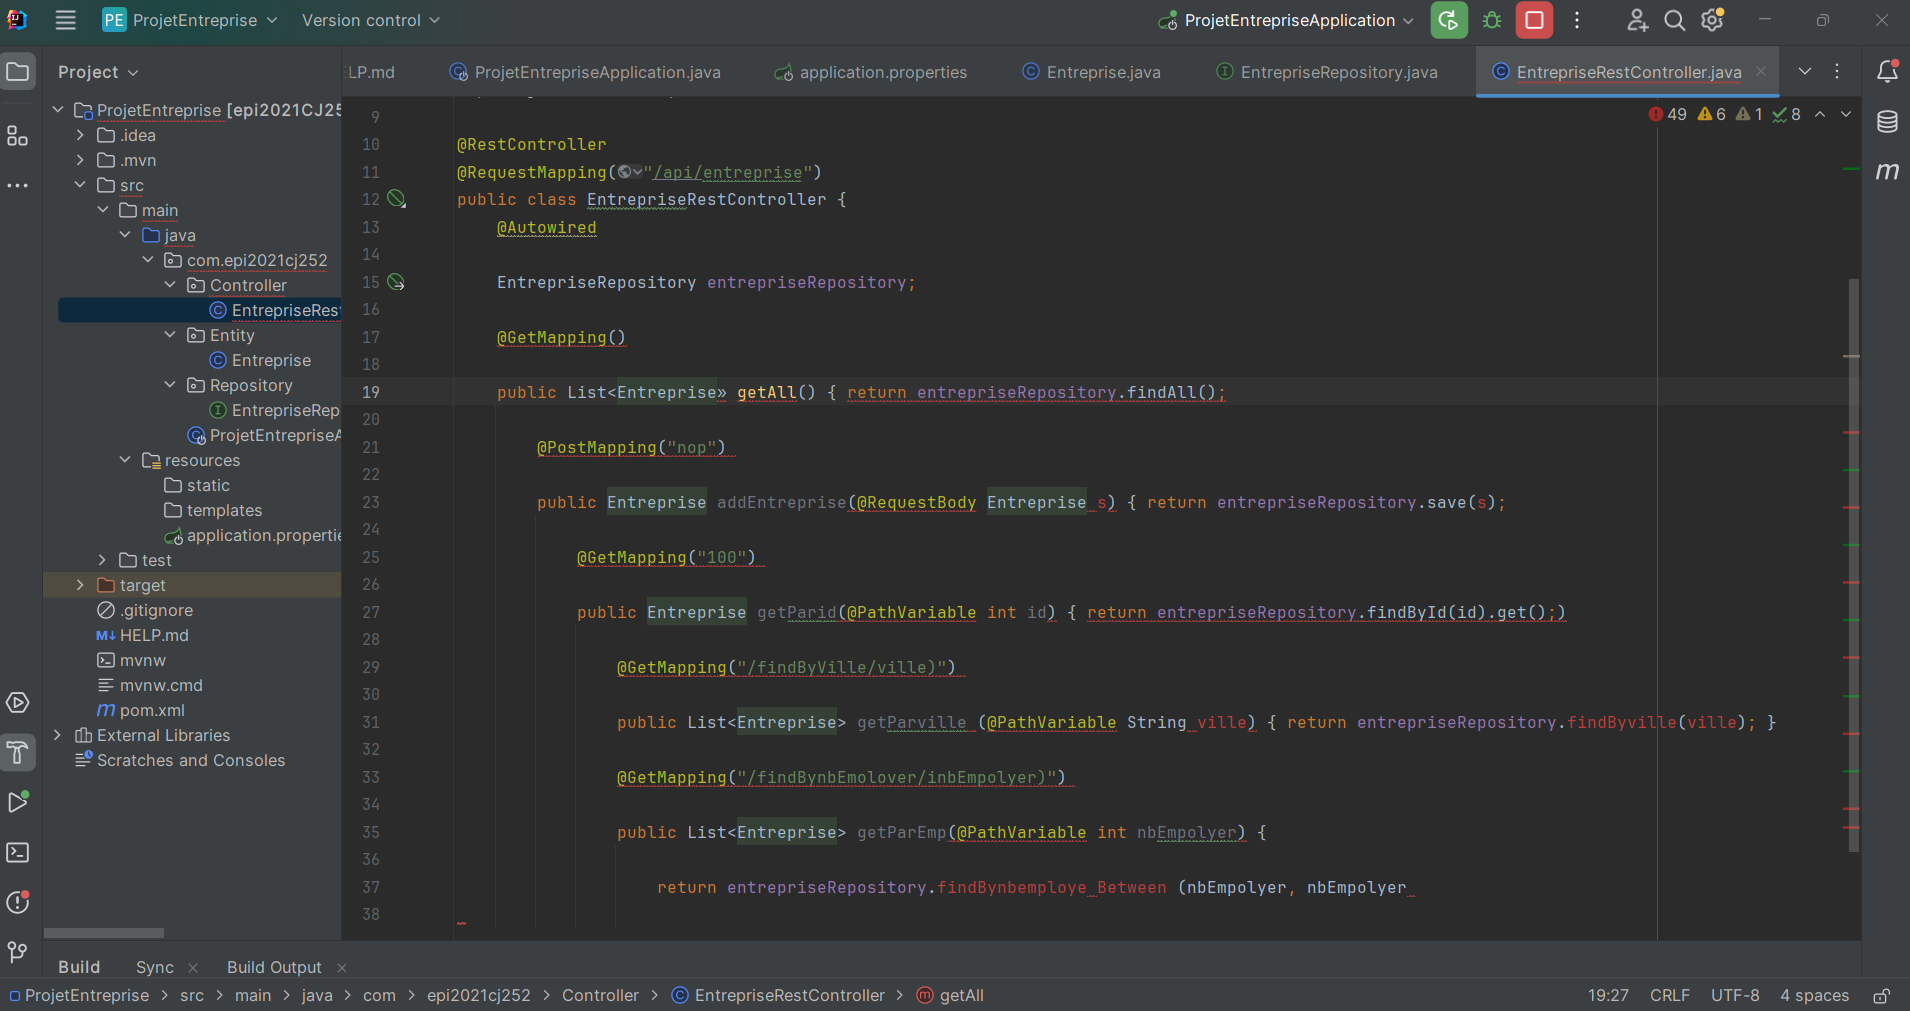 PE ProjetEntreprise Version control ProjetEntrepriseApplication
Project
LP.md ProjetEntrepriseApplication.java application.properties Entreprise.java EntrepriseRepository.java EntrepriseRestController.java
49 6 1 8
ProjetEntreprise [epi2021CJ25
.idea
.mvn
src
main
java
com.epi2021cj252
Controller
EntrepriseRest
Entity
Entreprise
Repository
EntrepriseRep
ProjetEntrepriseA
resources
static
templates
application.propertie
test
target
.gitignore
M↓ HELP.md
mvnw
mvnw.cmd
m pom.xml
External Libraries
Scratches and Consoles
m
9
10 @RestController
11 @RequestMapping("/api/entreprise")
12 public class EntrepriseRestController {
13 @Autowired
14
15 EntrepriseRepository entrepriseRepository;
16
17 @GetMapping()
18
19 public List<Entreprise» getAll() { return entrepriseRepository.findAll();
20
21 @PostMapping("nop")
22
23 public Entreprise addEntreprise(@RequestBody Entreprise s) { return entrepriseRepository.save(s);
24
25 @GetMapping("100")
26
27 public Entreprise getParid(@PathVariable int id) { return entrepriseRepository.findById(id).get();)
28
29 @GetMapping("/findByVille/ville)")
30
31 public List<Entreprise> getParville (@PathVariable String ville) { return entrepriseRepository.findByville(ville); }
32
33 @GetMapping("/findBynbEmolover/inbEmpolyer)")
34
35 public List<Entreprise> getParEmp(@PathVariable int nbEmpolyer) {
36
37 return entrepriseRepository.findBynbemploye_Between (nbEmpolyer, nbEmpolyer
38
Build Sync Build Output
ProjetEntreprise > src > main > java > com > epi2021cj252 > Controller > EntrepriseRestController > getAll
19:27 CRLF UTF-8 4 spaces